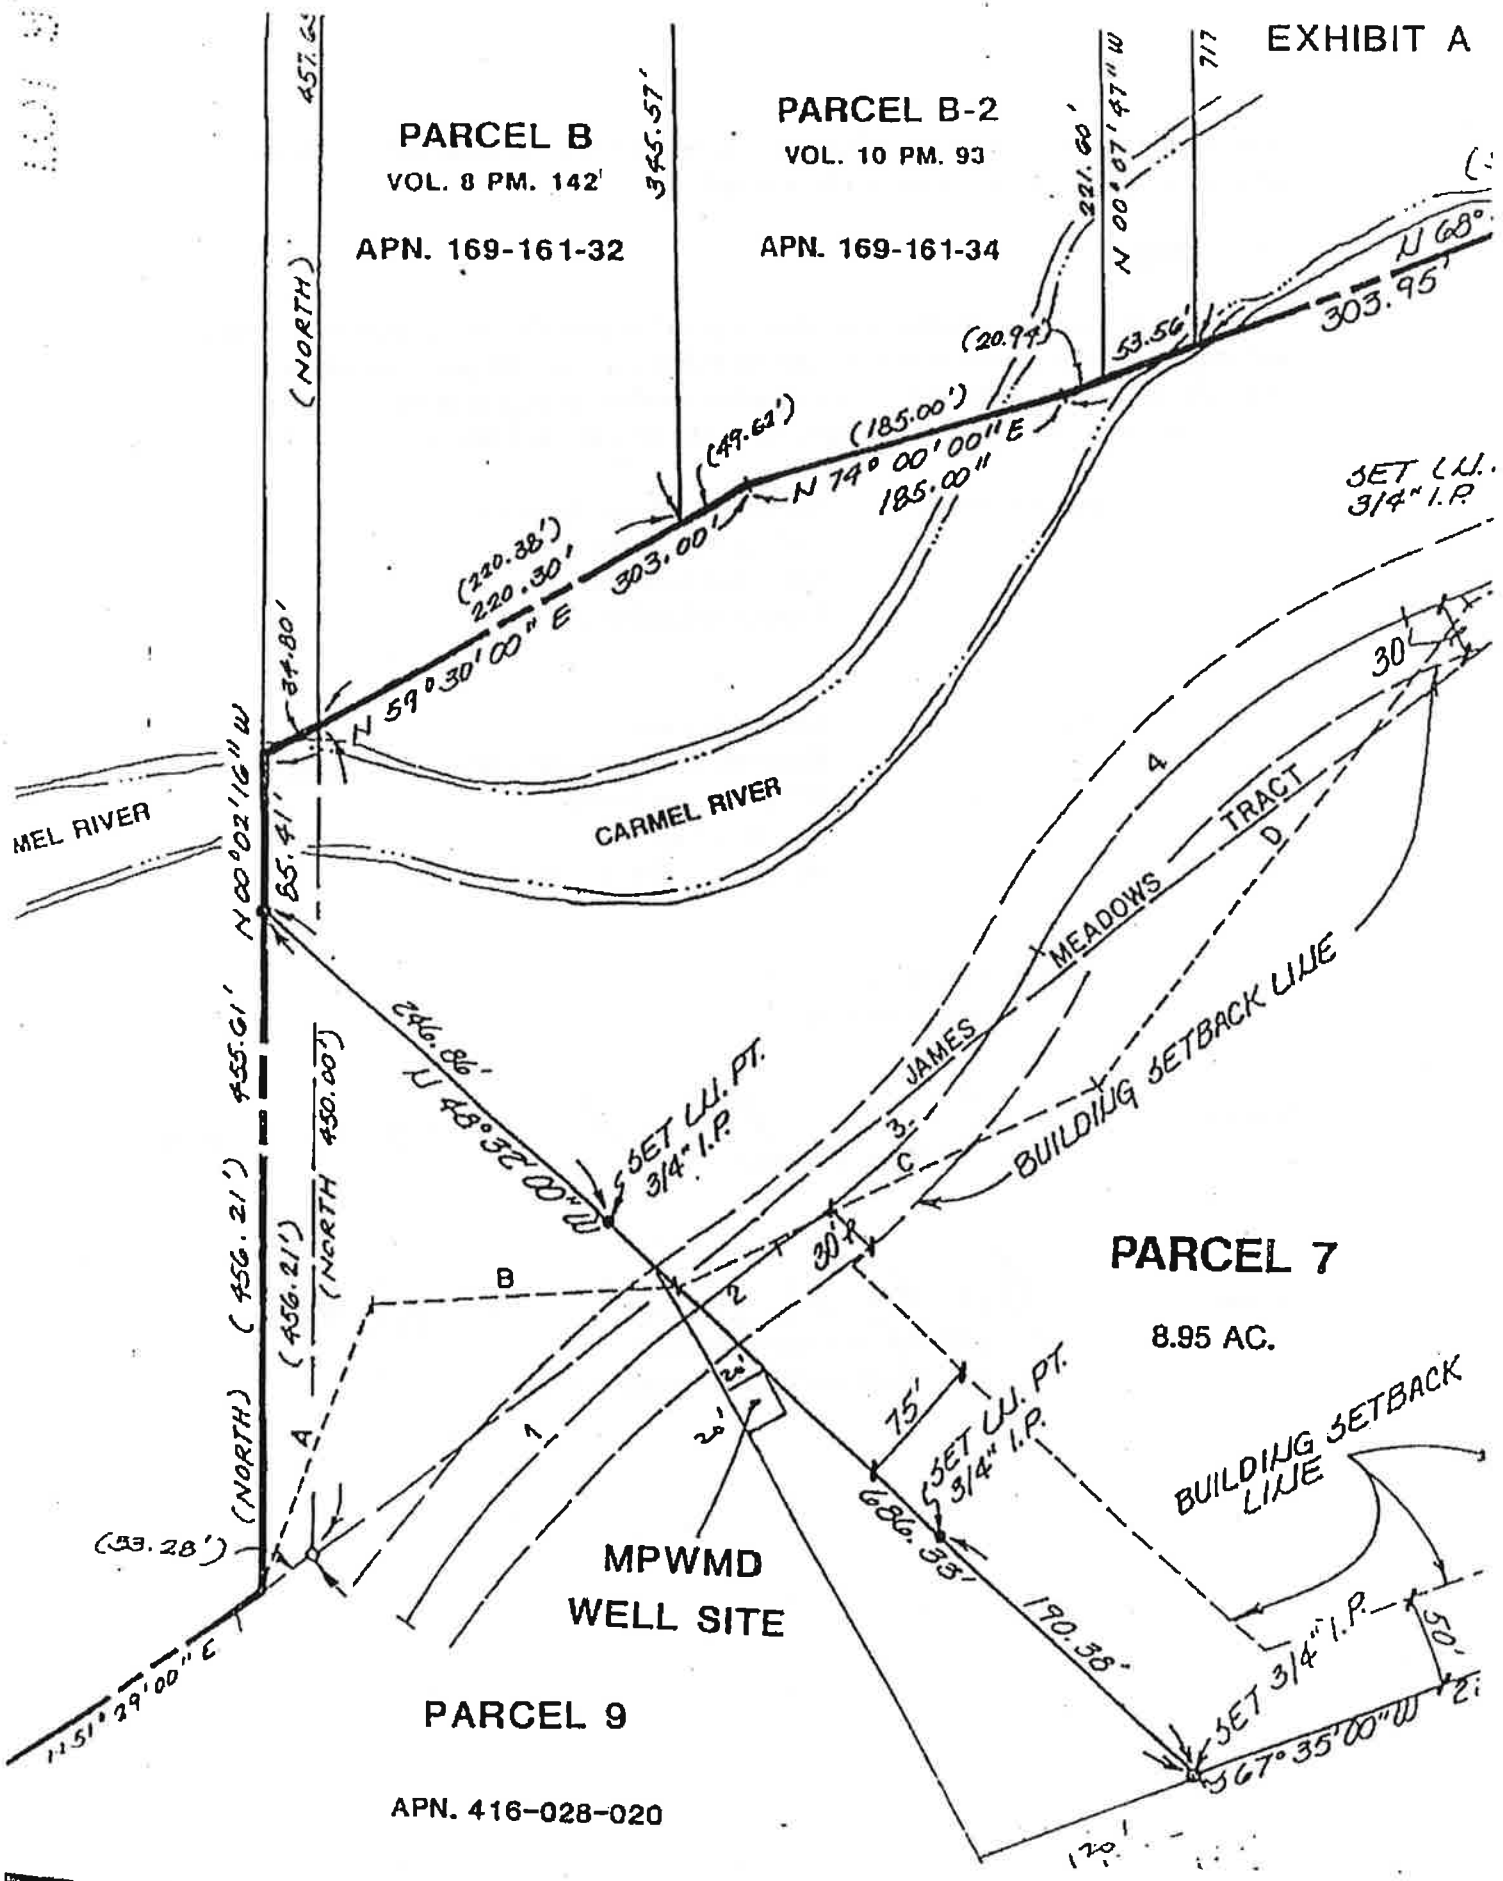 EXHIBIT A
457.6
(NORTH)
PARCEL B
VOL. 8 PM. 142'
APN. 169-161-32
345.57'
PARCEL B-2
VOL. 10 PM. 93
APN. 169-161-34
221.60'
N 00°07'47" W
717
N 68°
303.95'
53.56'
(20.94')
(185.00')
N 74° 00' 00" E
185.00"
(49.62')
303.00'
(220.38')
220.30'
N 59° 30' 00" E
34.80'
SET L.N.
3/4" I.P.
30'
4
TRACT
D
MEADOWS
JAMES
N 00°02'16" W
85.41'
MEL RIVER
CARMEL RIVER
455.61'
(456.21')
(NORTH)
(NORTH 450.00')
(456.21')
246.86'
N 48°32'00" W
SET L.N. PT.
3/4" I.P.
3.
C
BUILDING SETBACK LINE
B
2
30'
PARCEL 7
8.95 AC.
A
1
20'
20'
75'
SET L.N. PT.
3/4" I.P.
BUILDING SETBACK
LINE
(53.28')
686.33'
MPWMD
WELL SITE
190.38'
SET 3/4" I.P.
50'
N 51° 29' 00" E
PARCEL 9
S 67° 35' 00" W
APN. 416-028-020
120'